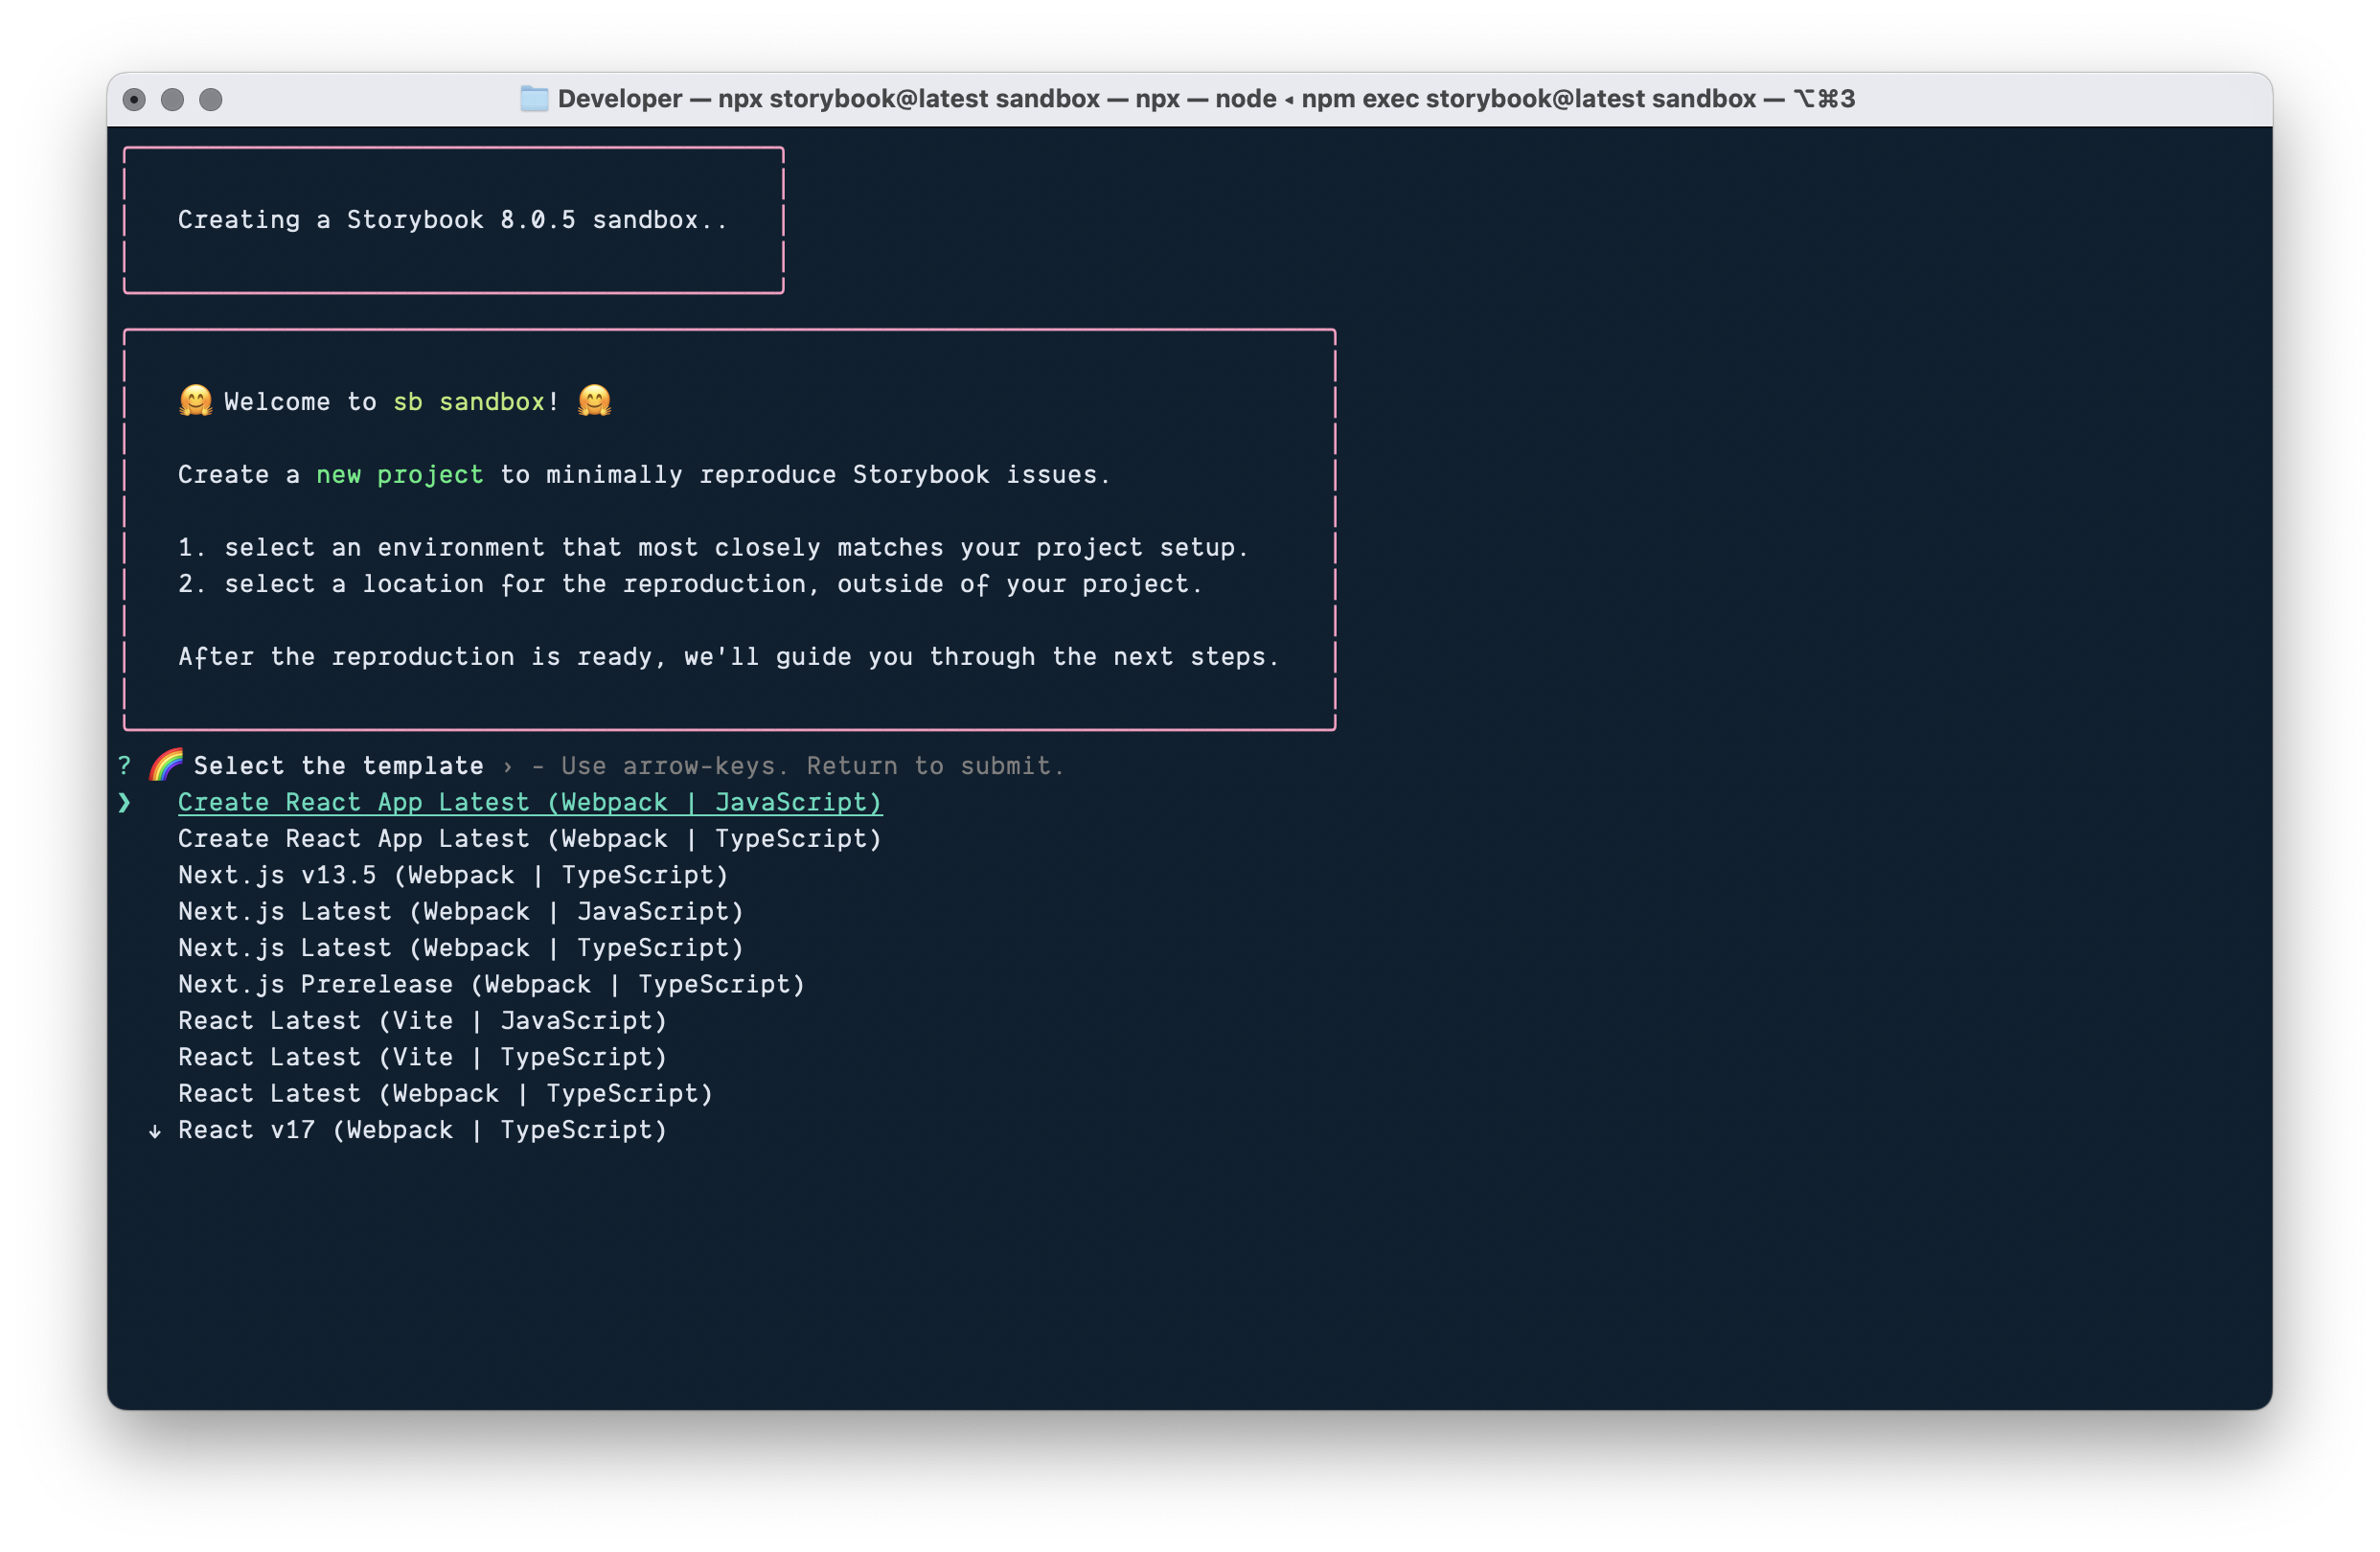 Developer — npx storybook@latest sandbox — npx — node ◂ npm exec storybook@latest sandbox — ⌥⌘3
Creating a Storybook 8.0.5 sandbox..
🤗 Welcome to sb sandbox! 🤗
Create a new project to minimally reproduce Storybook issues.
1. select an environment that most closely matches your project setup.
2. select a location for the reproduction, outside of your project.
After the reproduction is ready, we'll guide you through the next steps.
? 🌈 Select the template › - Use arrow-keys. Return to submit.
❯ Create React App Latest (Webpack | JavaScript)
Create React App Latest (Webpack | TypeScript)
Next.js v13.5 (Webpack | TypeScript)
Next.js Latest (Webpack | JavaScript)
Next.js Latest (Webpack | TypeScript)
Next.js Prerelease (Webpack | TypeScript)
React Latest (Vite | JavaScript)
React Latest (Vite | TypeScript)
React Latest (Webpack | TypeScript)
↓ React v17 (Webpack | TypeScript)